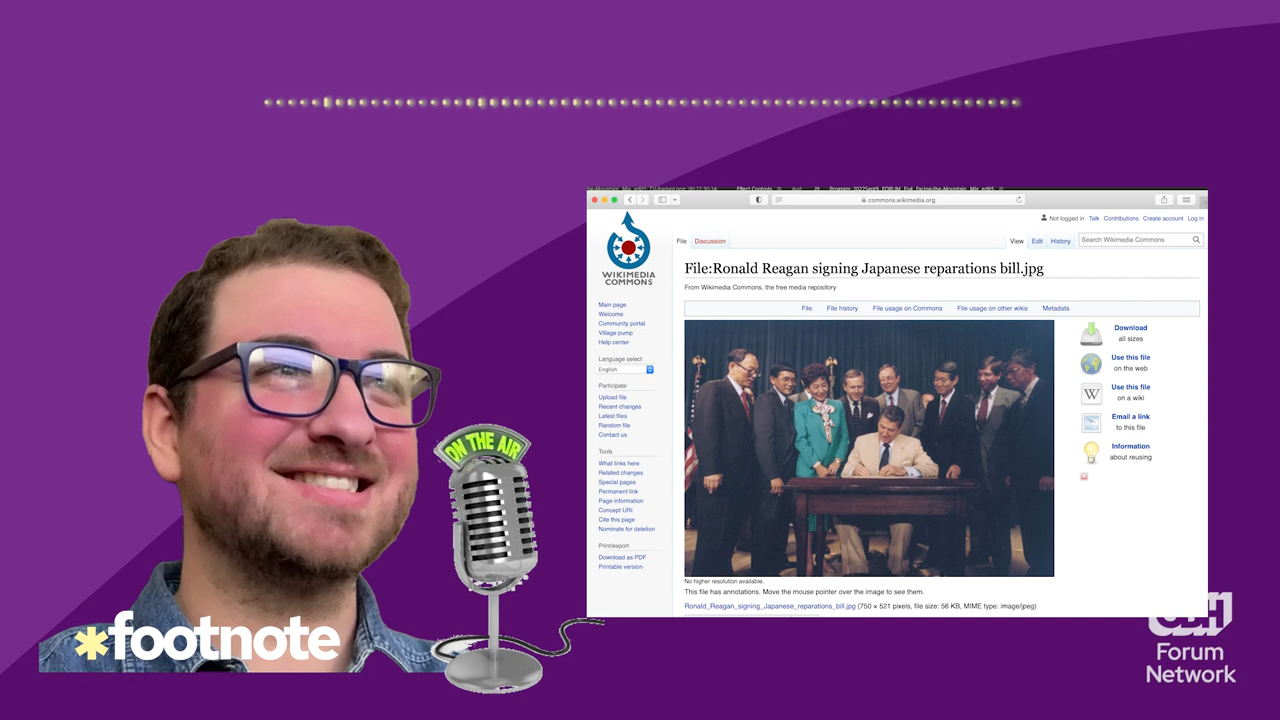 Effect Controls
commons.wikimedia.org
Not logged in Talk Contributions Create account Log in
File Discussion
View Edit History
Search Wikimedia Commons
WIKIMEDIA
COMMONS
File:Ronald Reagan signing Japanese reparations bill.jpg
From Wikimedia Commons, the free media repository
Main page
Welcome
Community portal
Village pump
Help center
Language select
English
Participate
Upload file
Recent changes
Latest files
Random file
Contact us
Tools
What links here
Related changes
Special pages
Permanent link
Page information
Concept URI
Cite this page
Nominate for deletion
Print/export
Download as PDF
Printable version
File File history File usage on Commons File usage on other wikis Metadata
Download
all sizes
Use this file
on the web
W
Use this file
on a wiki
Email a link
to this file
Information
about reusing
No higher resolution available.
This file has annotations. Move the mouse pointer over the image to see them.
Ronald_Reagan_signing_Japanese_reparations_bill.jpg (750 × 521 pixels, file size: 56 KB, MIME type: image/jpeg)
ON THE AIR
*footnote
Forum
Network